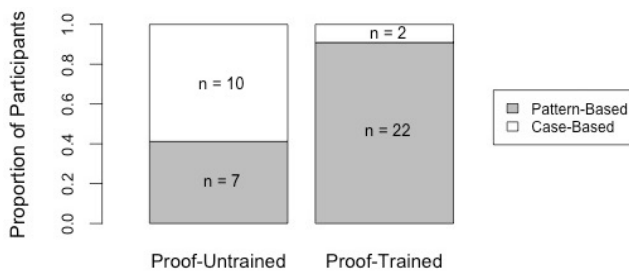 Proportion of Participants
1.0
0.8
0.6
0.4
0.2
0.0
n = 10
n = 7
n = 2
n = 22
Proof-Untrained
Proof-Trained
Pattern-Based
Case-Based